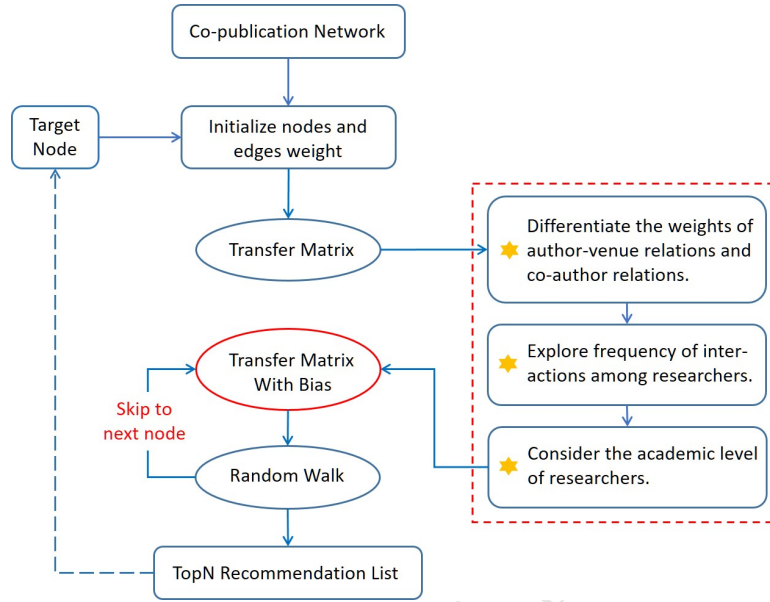 Co-publication Network
Target
Node
Initialize nodes and
edges weight
Transfer Matrix
Differentiate the weights of
author-venue relations and
co-author relations.
Explore frequency of inter-
actions among researchers.
Consider the academic level
of researchers.
Transfer Matrix
With Bias
Skip to
next node
Random Walk
TopN Recommendation List